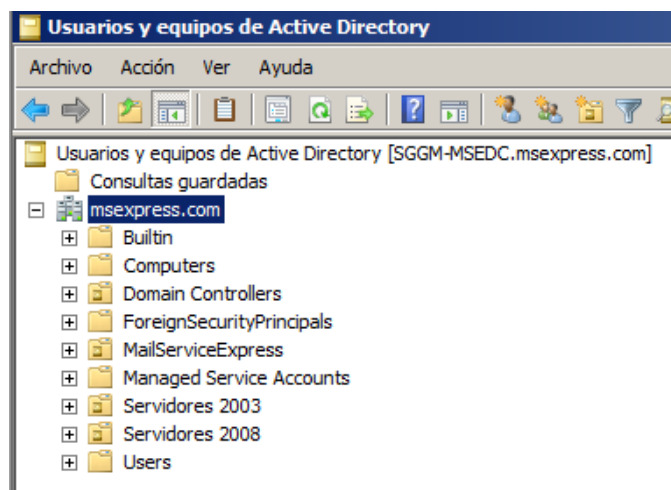 Usuarios y equipos de Active Directory
Archivo Acción Ver Ayuda
Usuarios y equipos de Active Directory [SGGM-MSEDC.msexpress.com]
Consultas guardadas
msexpress.com
Builtin
Computers
Domain Controllers
ForeignSecurityPrincipals
MailServiceExpress
Managed Service Accounts
Servidores 2003
Servidores 2008
Users